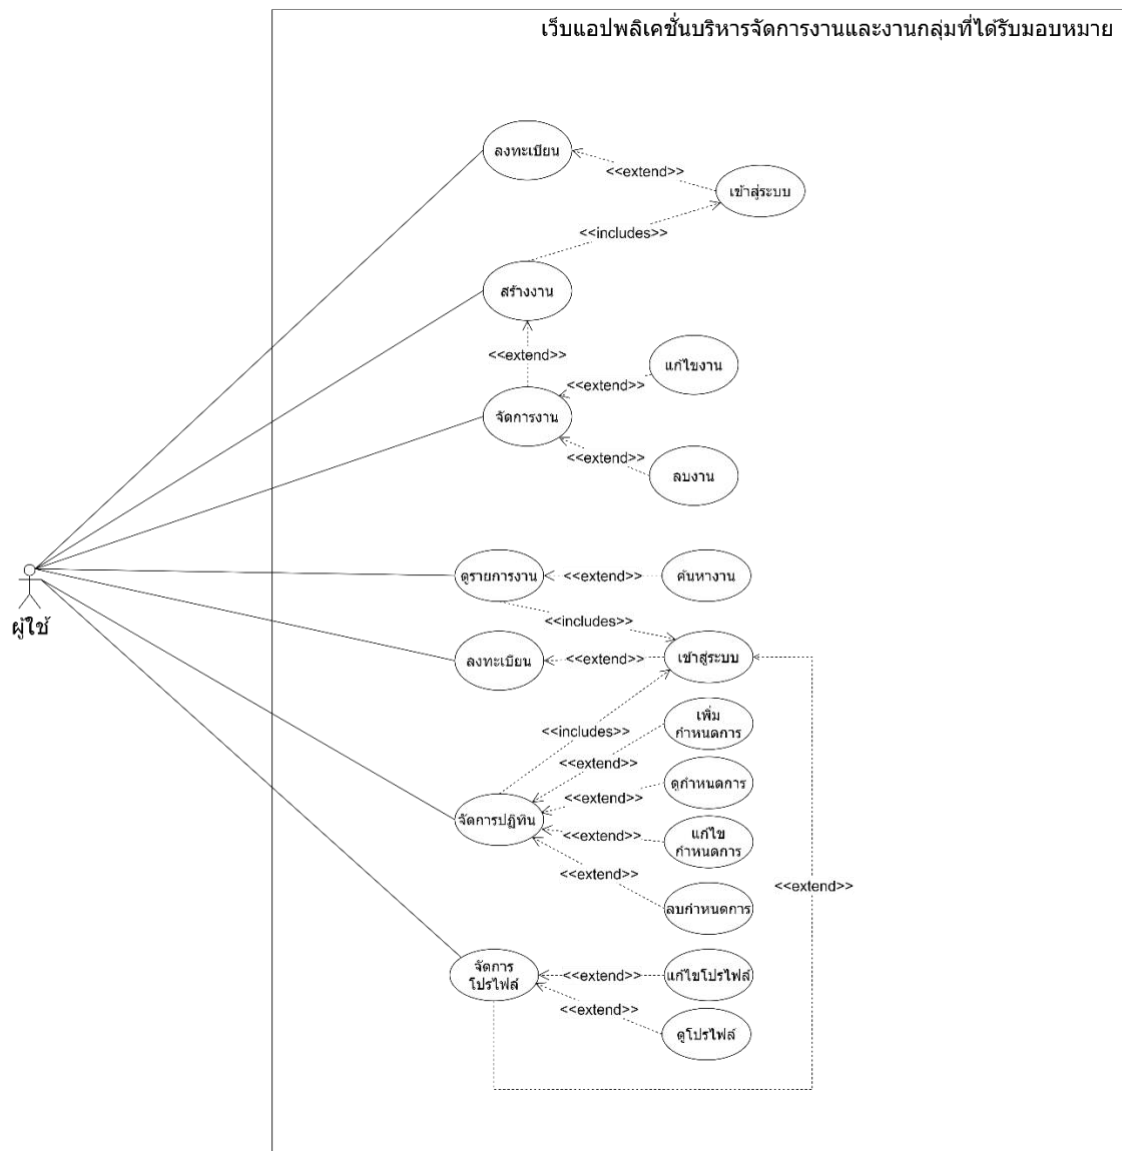 เว็บแอปพลิเคชั่นบริหารจัดการงานและงานกลุ่มที่ได้รับมอบหมาย
ลงทะเบียน
<<extend>>
เข้าสู่ระบบ
<<includes>>
สร้างงาน
<<extend>>
แก้ไขงาน
<<extend>>
จัดการงาน
<<extend>>
ลบงาน
ดูรายการงาน
<<extend>>
ค้นหางาน
ผู้ใช้
<<includes>>
ลงทะเบียน
<<extend>>
เข้าสู่ระบบ
<<includes>>
เพิ่ม
กำหนดการ
<<extend>>
ดูกำหนดการ
<<extend>>
จัดการปฏิทิน
<<extend>>
แก้ไข
กำหนดการ
<<extend>>
ลบกำหนดการ
<<extend>>
จัดการ
โปรไฟล์
<<extend>>
แก้ไขโปรไฟล์
<<extend>>
ดูโปรไฟล์